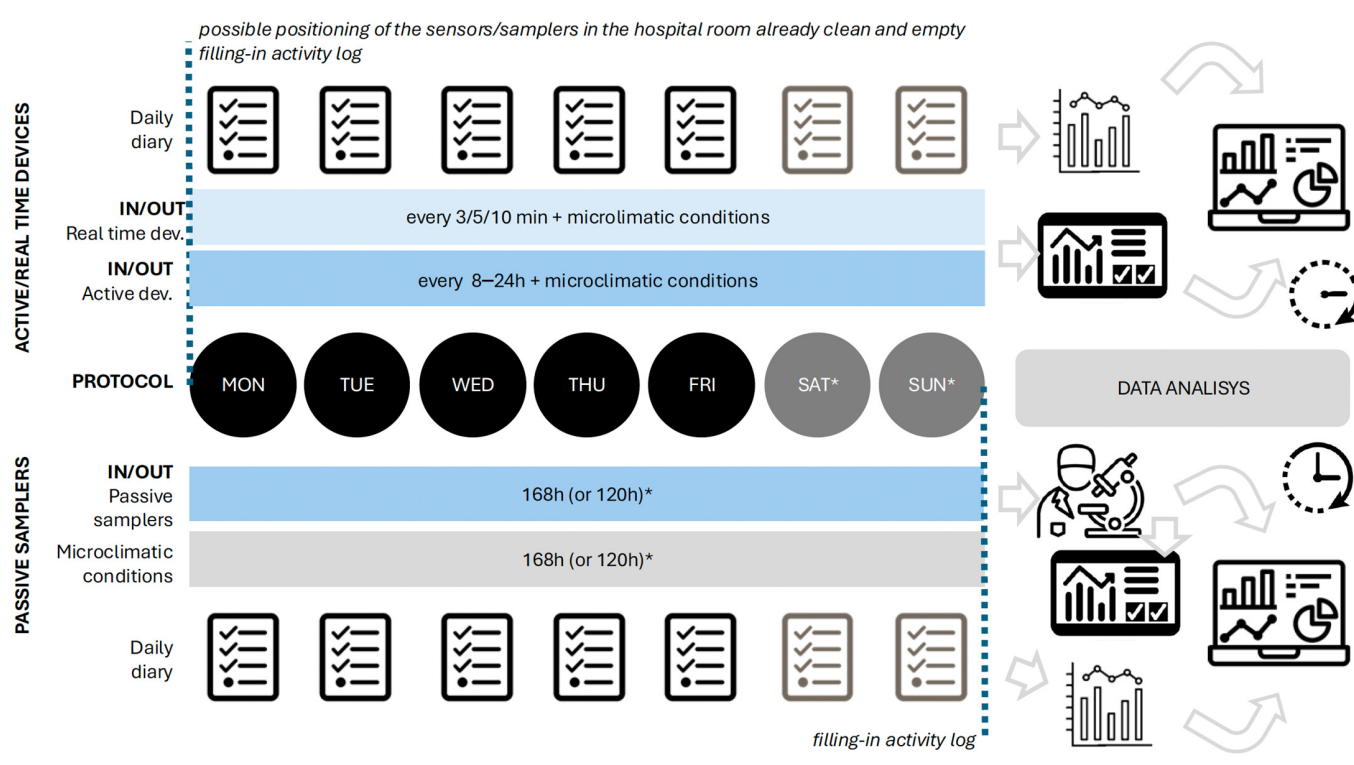 possible positioning of the sensors/samplers in the hospital room already clean and empty
filling-in activity log
ACTIVE/REAL TIME DEVICES
Daily
diary
IN/OUT
Real time dev.
every 3/5/10 min + microlimatic conditions
IN/OUT
Active dev.
every 8–24h + microclimatic conditions
PROTOCOL
MON
TUE
WED
THU
FRI
SAT*
SUN*
DATA ANALISYS
PASSIVE SAMPLERS
IN/OUT
Passive
samplers
168h (or 120h)*
Microclimatic
conditions
168h (or 120h)*
Daily
diary
filling-in activity log